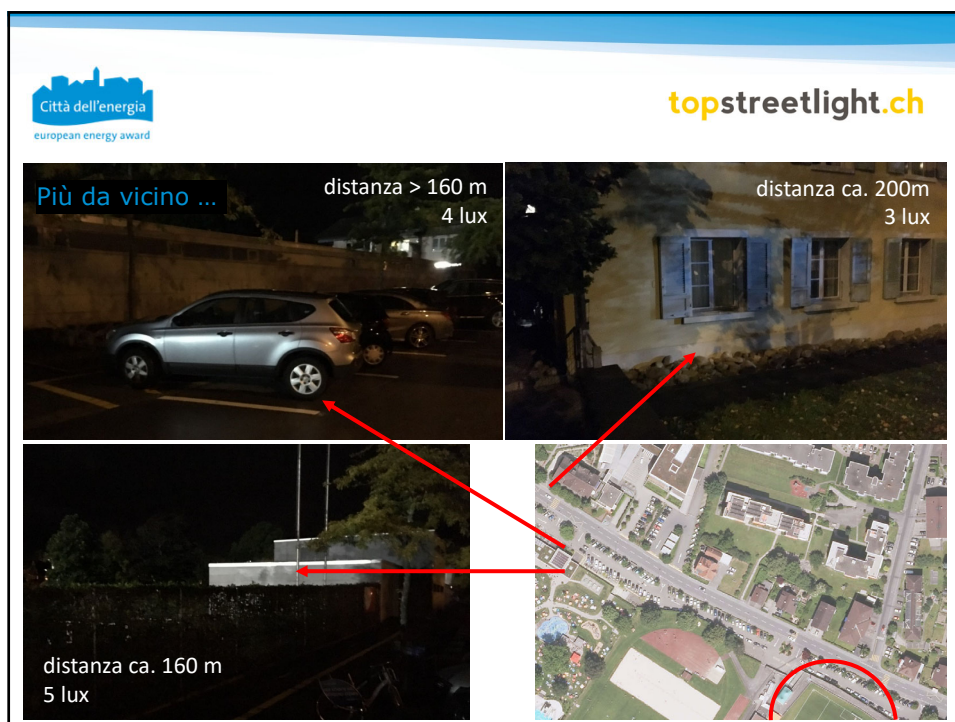 Città dell'energia
european energy award
topstreetlight.ch
Più da vicino ...
distanza > 160 m
4 lux
distanza ca. 200m
3 lux
distanza ca. 160 m
5 lux